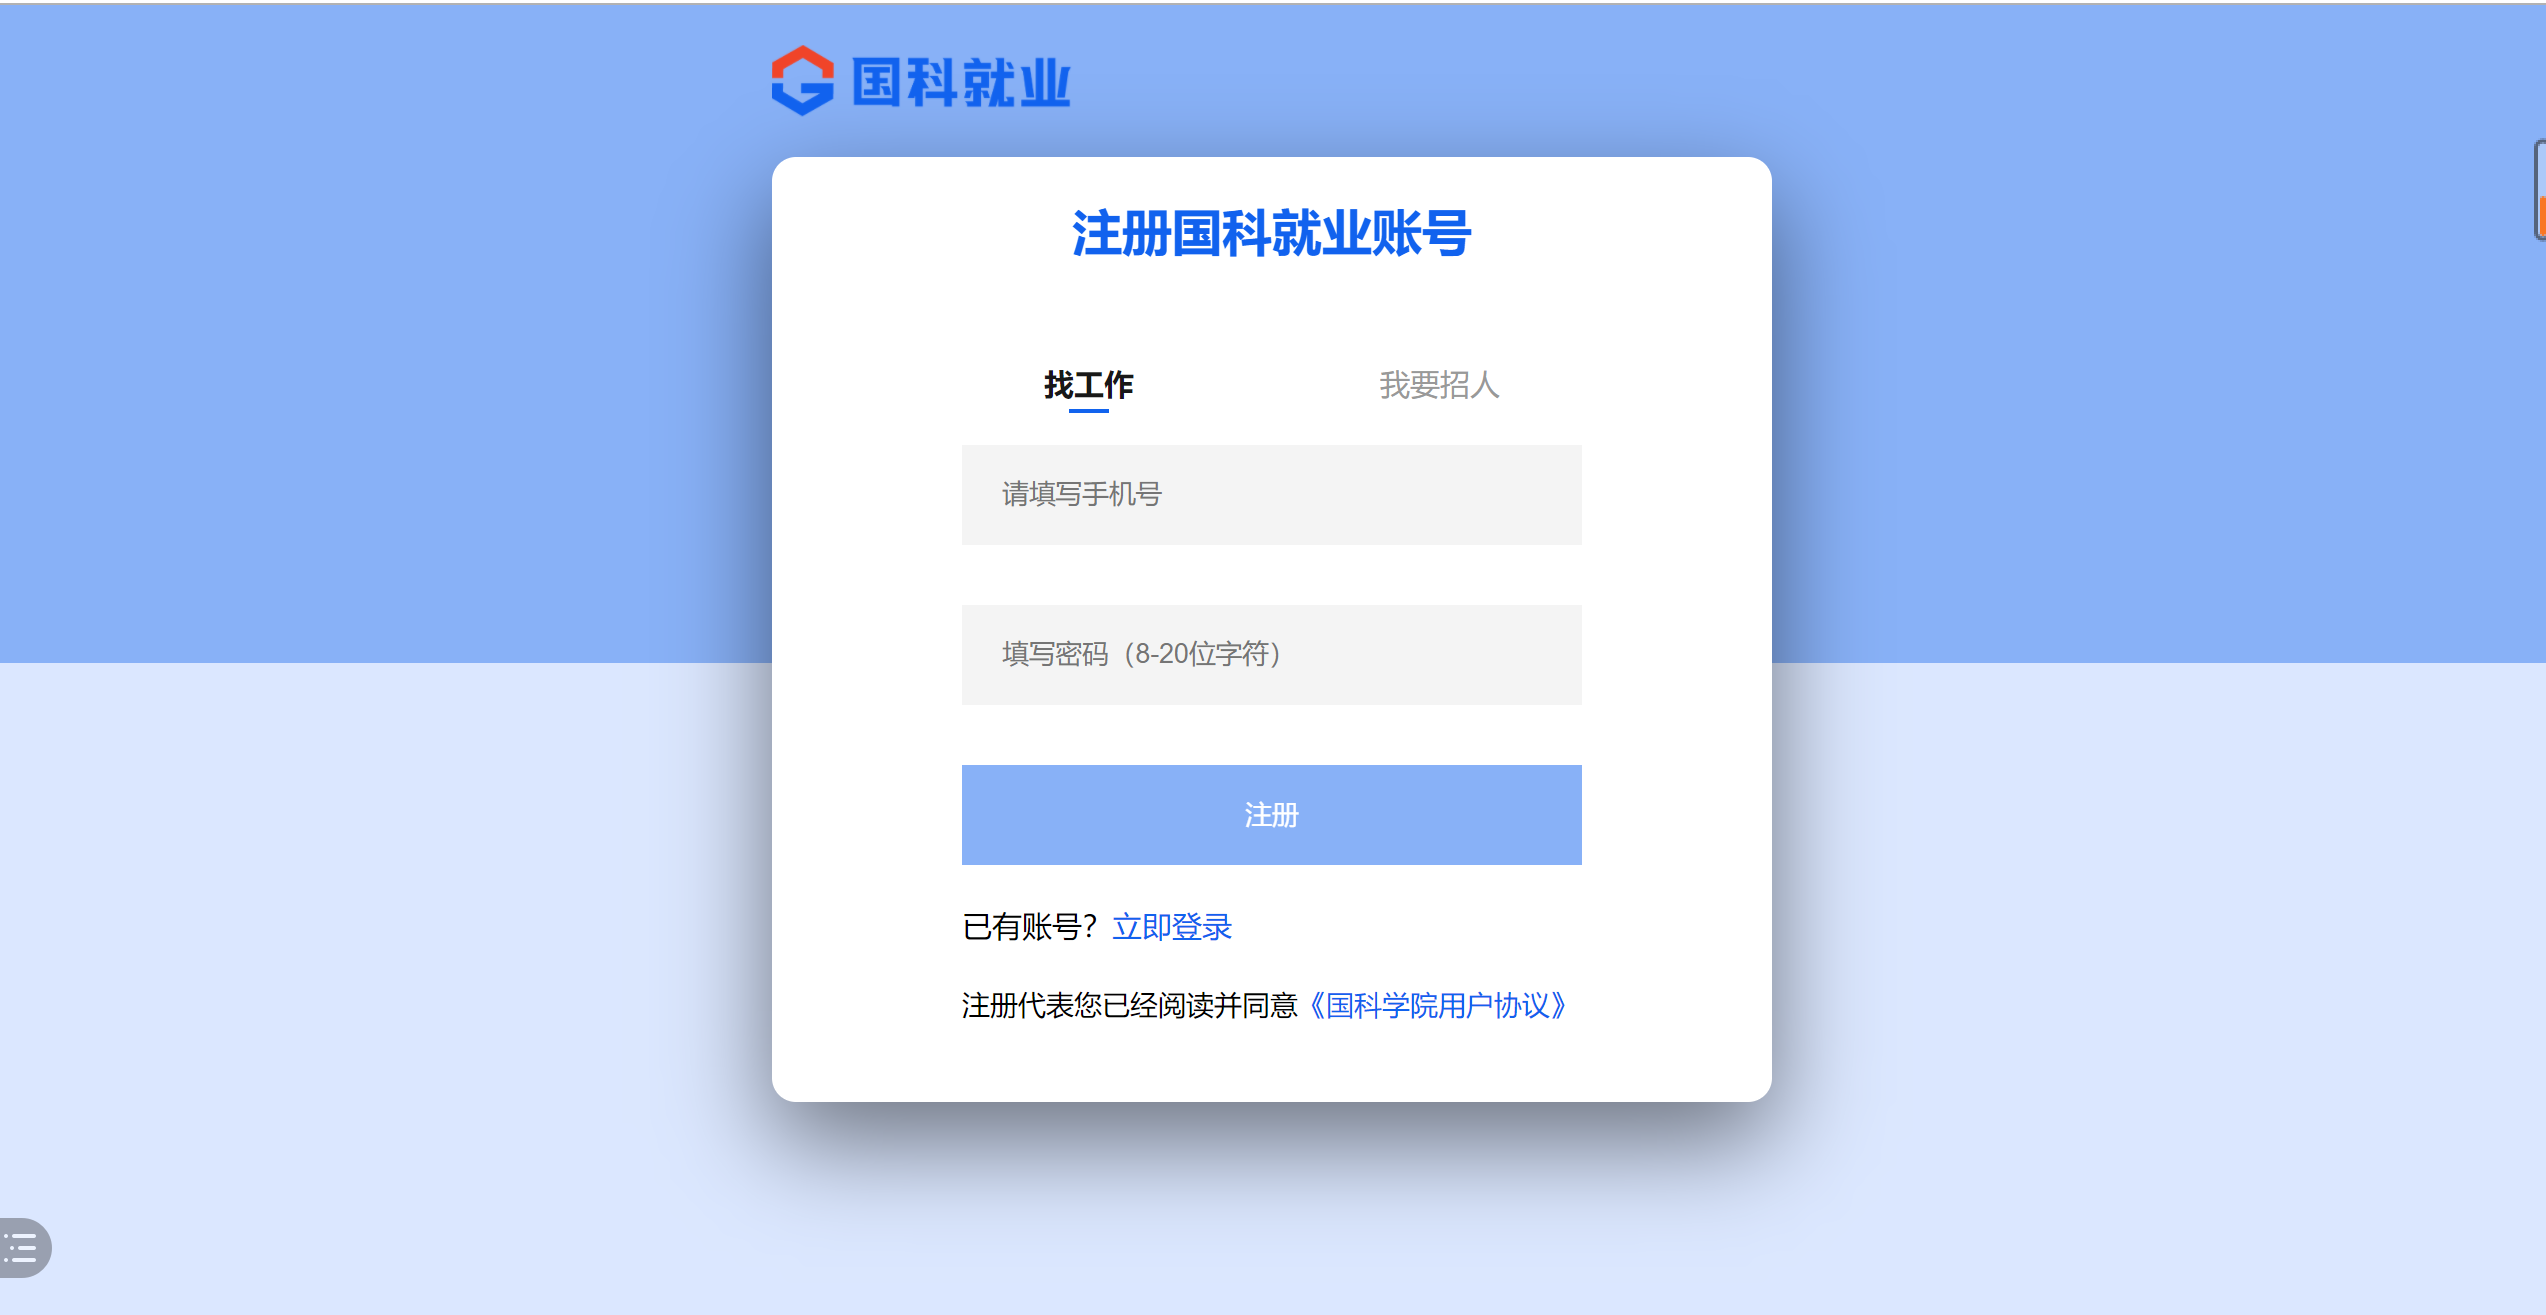 国科就业
注册国科就业账号
找工作
我要招人
请填写手机号
填写密码（8-20位字符）
注册
已有账号？立即登录
注册代表您已经阅读并同意《国科学院用户协议》